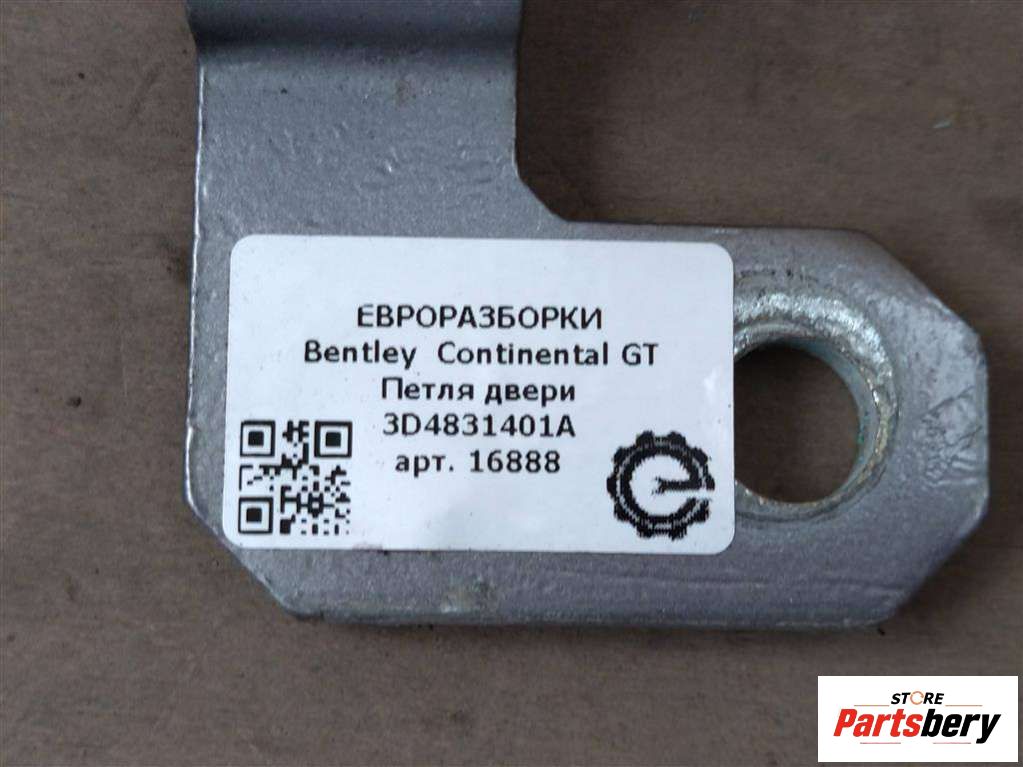 ЕВРОРАЗБОРКИ
Bentley Continental GT
Петля двери
3D4831401A
арт. 16888
STORE
Partsbery